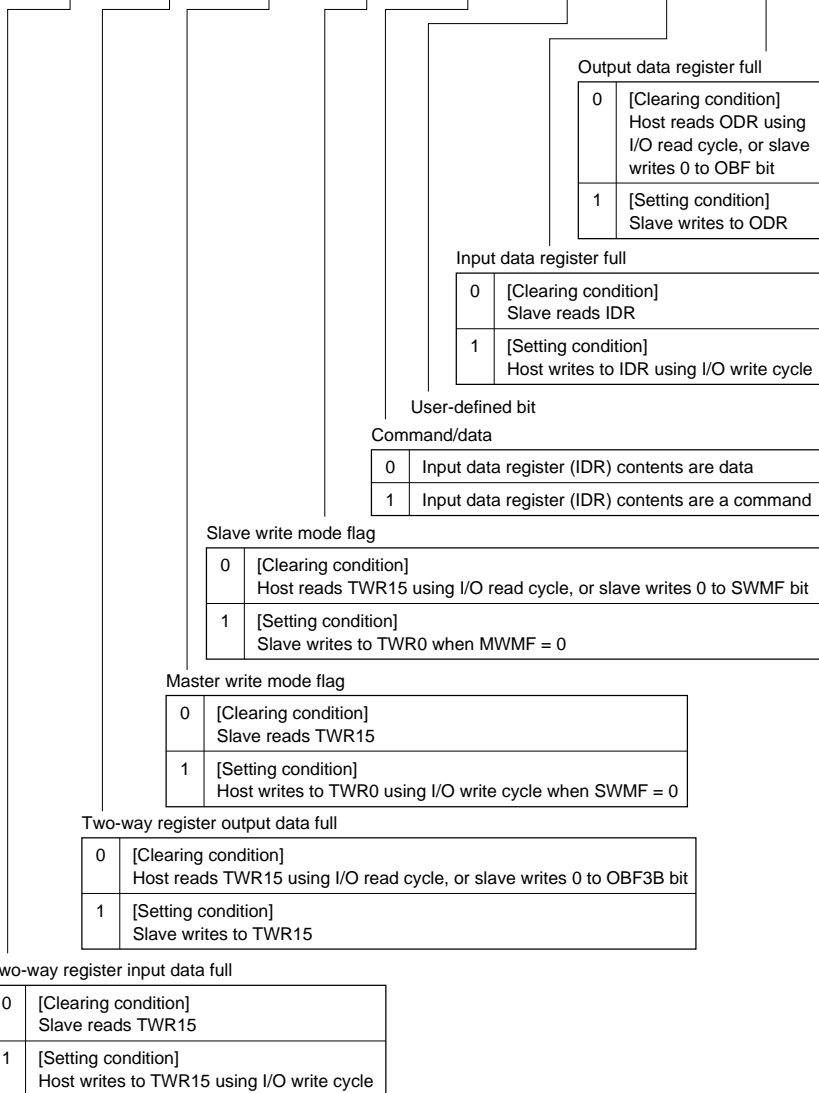 Output data register full
0 [Clearing condition]
Host reads ODR using
I/O read cycle, or slave
writes 0 to OBF bit
1 [Setting condition]
Slave writes to ODR
Input data register full
0 [Clearing condition]
Slave reads IDR
1 [Setting condition]
Host writes to IDR using I/O write cycle
User-defined bit
Command/data
0 Input data register (IDR) contents are data
1 Input data register (IDR) contents are a command
Slave write mode flag
0 [Clearing condition]
Host reads TWR15 using I/O read cycle, or slave writes 0 to SWMF bit
1 [Setting condition]
Slave writes to TWR0 when MWMF = 0
Master write mode flag
0 [Clearing condition]
Slave reads TWR15
1 [Setting condition]
Host writes to TWR0 using I/O write cycle when SWMF = 0
Two-way register output data full
0 [Clearing condition]
Host reads TWR15 using I/O read cycle, or slave writes 0 to OBF3B bit
1 [Setting condition]
Slave writes to TWR15
wo-way register input data full
0 [Clearing condition]
Slave reads TWR15
1 [Setting condition]
Host writes to TWR15 using I/O write cycle